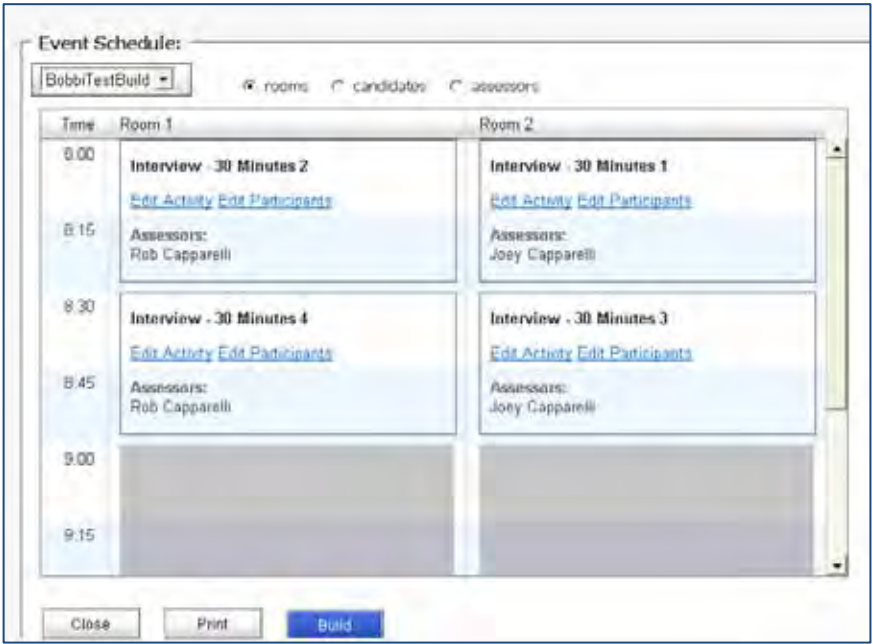 Event Schedule:
BobbiTestBuild
rooms candidates assessors
Time Room 1 Room 2
8:00
Interview - 30 Minutes 2 Interview - 30 Minutes 1
Edit Activity Edit Participants Edit Activity Edit Participants
8:15 Assessors: Assessors:
Rob Capparelli Joey Capparelli
8:30
Interview - 30 Minutes 4 Interview - 30 Minutes 3
Edit Activity Edit Participants Edit Activity Edit Participants
8:45 Assessors: Assessors:
Rob Capparelli Joey Capparelli
9:00
9:15
Close Print Build